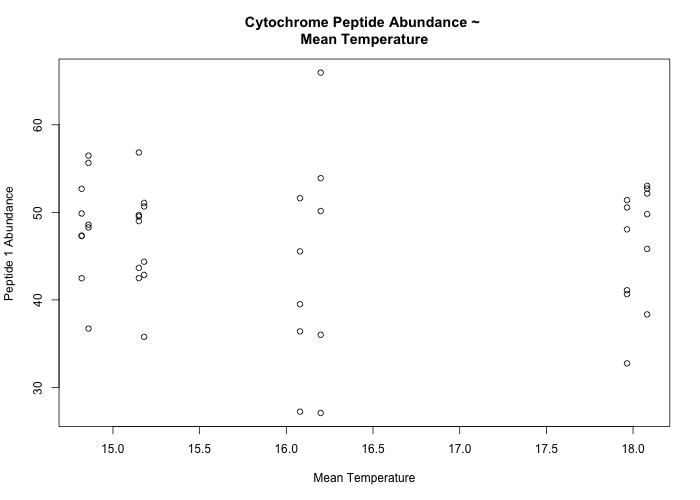 Cytochrome Peptide Abundance ~
Mean Temperature
Peptide 1 Abundance
60
50
40
30
15.0 15.5 16.0 16.5 17.0 17.5 18.0
Mean Temperature